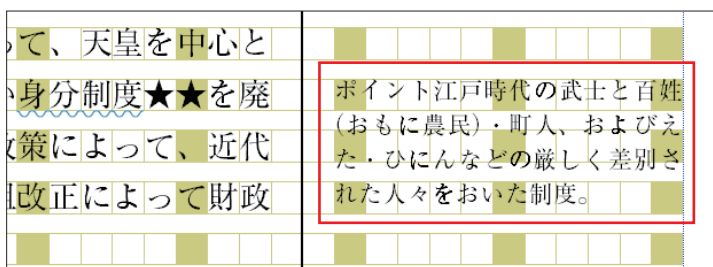 って、天皇を中心と
い身分制度★★を廃
政策によって、近代
租改正によって財政
ポイント江戸時代の武士と百姓
(おもに農民)・町人、およびえ
た・ひにんなどの厳しく差別さ
れた人々をおいた制度。